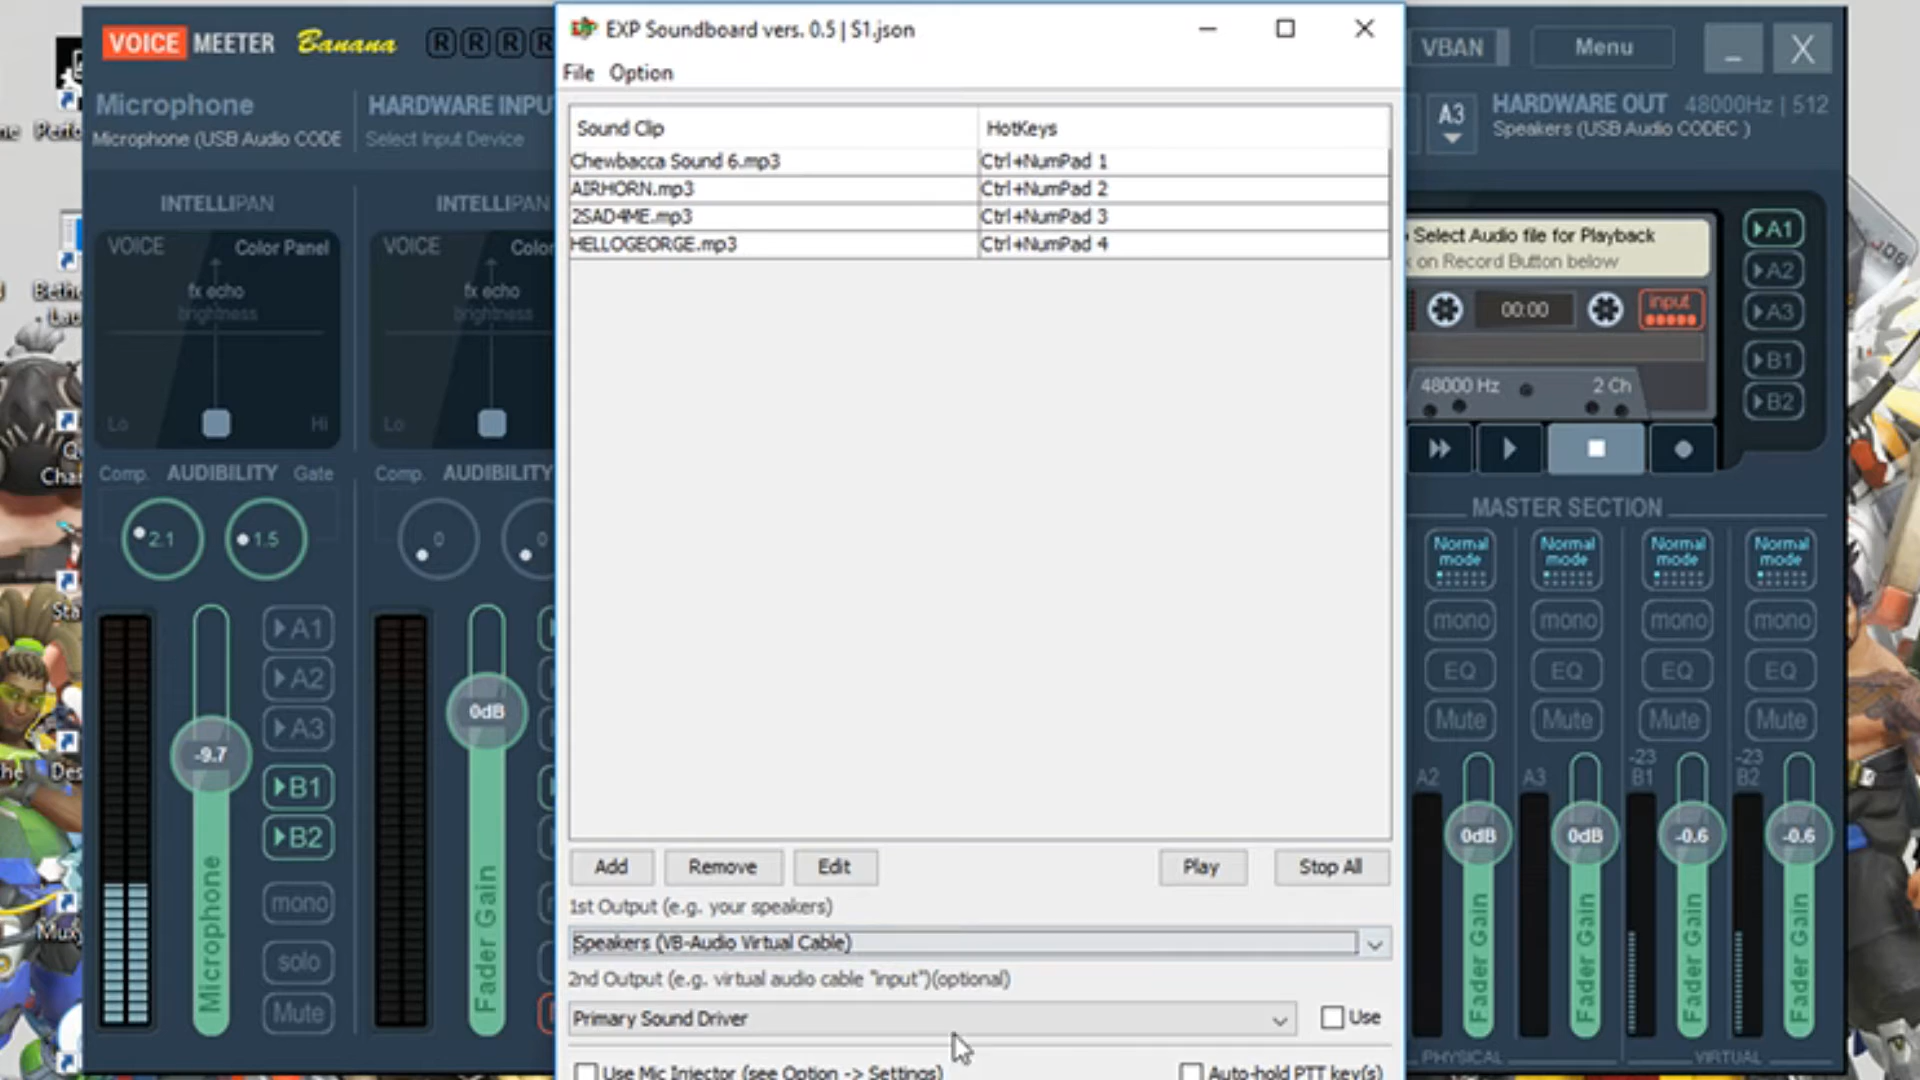 VOICE MEETER Banana
R R R R
Microphone
Microphone (USB Audio CODE
HARDWARE INPU
Select Input Device
INTELLIPAN
VOICE
Color Panel
fx echo
brightness
Lo
Hi
Comp. AUDIBILITY Gate
2.1
1.5
A1
A2
A3
B1
B2
mono
solo
Mute
-9.7
Microphone
INTELLIPAN
VOICE
Color
fx echo
brightness
Lo
Comp. AUDIBILITY
0
0
0dB
Fader Gain
EXP Soundboard vers. 0.5 | S1.json
File Option
Sound Clip HotKeys
Chewbacca Sound 6.mp3 Ctrl+NumPad 1
AIRHORN.mp3 Ctrl+NumPad 2
2SAD4ME.mp3 Ctrl+NumPad 3
HELLOGEORGE.mp3 Ctrl+NumPad 4
Add Remove Edit Play Stop All
1st Output (e.g. your speakers)
Speakers (VB-Audio Virtual Cable)
2nd Output (e.g. virtual audio cable "input")(optional)
Primary Sound Driver
Use
Use Mic Injector (see Option -> Settings)
Auto-hold PTT key(s)
VBAN
Menu
X
A3
HARDWARE OUT 48000Hz | 512
Speakers (USB Audio CODEC )
Select Audio file for Playback
on Record Button below
00:00
input
48000 Hz
2 Ch
A1
A2
A3
B1
B2
MASTER SECTION
Normal mode Normal mode Normal mode Normal mode
mono mono mono mono
EQ EQ EQ EQ
Mute Mute Mute Mute
-23 -23
A2 A3 B1 B2
0dB 0dB -0.6 -0.6
Fader Gain Fader Gain Fader Gain Fader Gain
PHYSICAL VIRTUAL